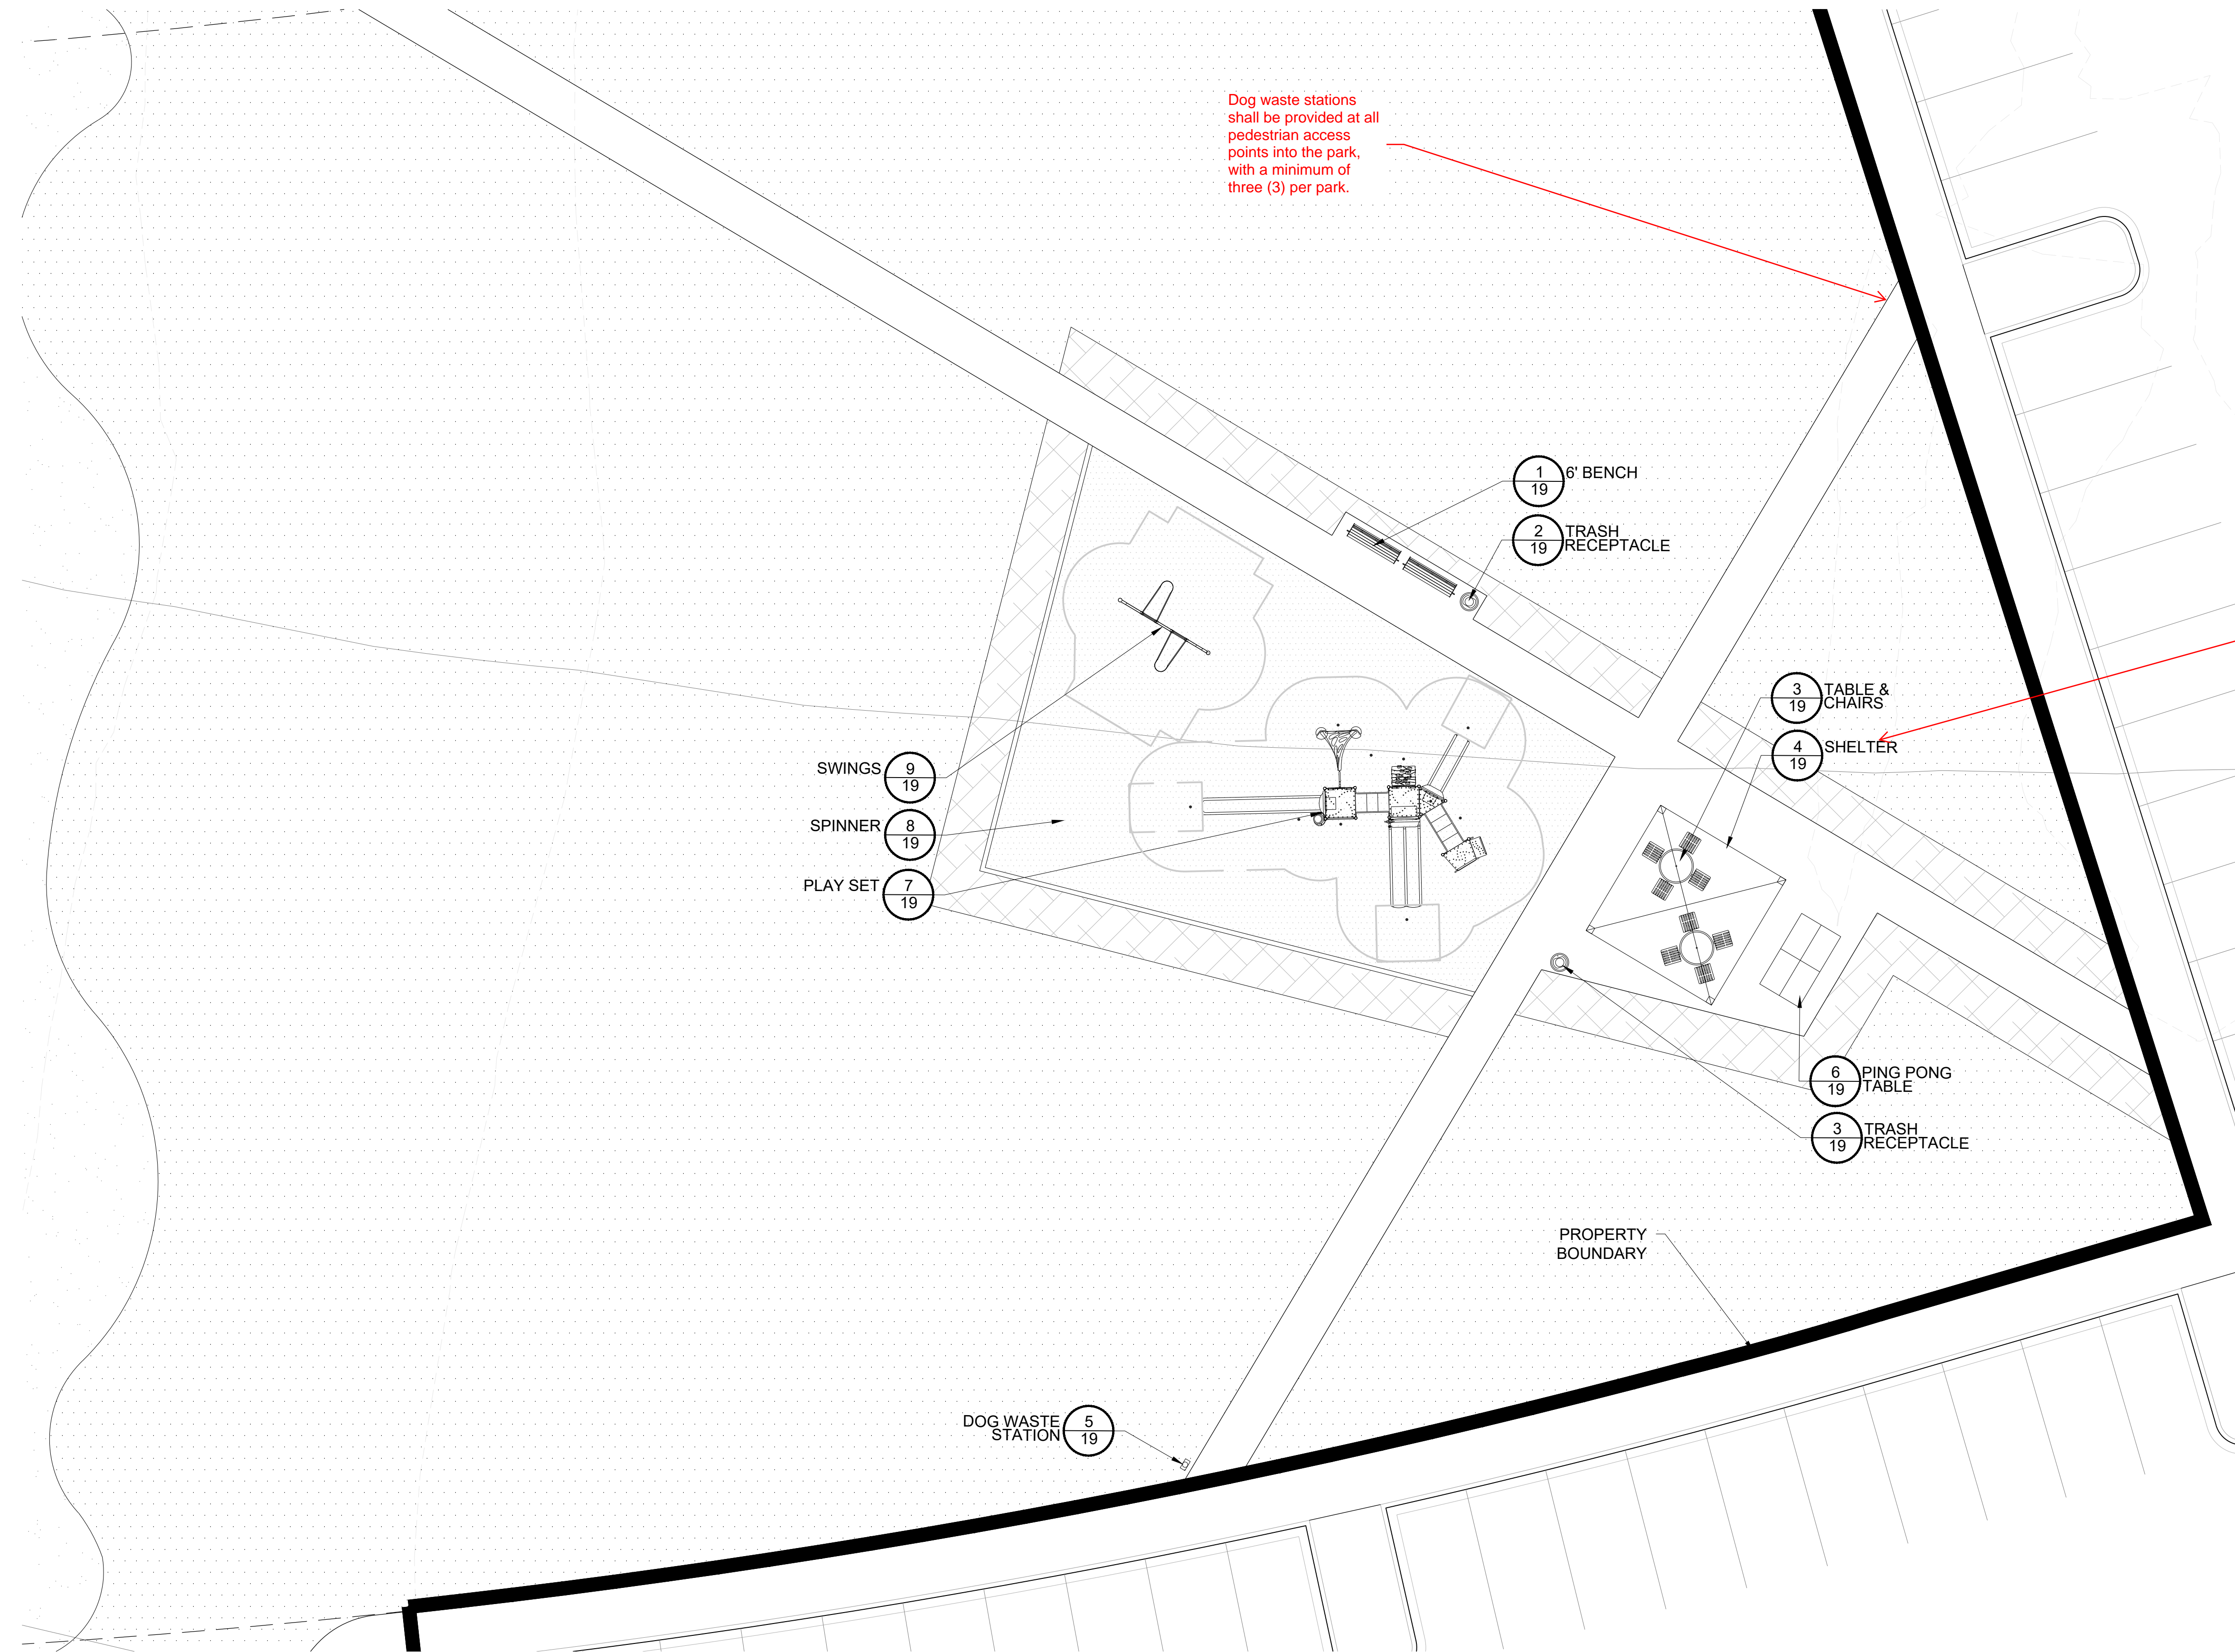 Dog waste stations
shall be provided at all
pedestrian access
points into the park,
with a minimum of
three (3) per park.
1
19
6' BENCH
2
19
TRASH
RECEPTACLE
3
19
TABLE &
CHAIRS
4
19
SHELTER
SWINGS
9
19
SPINNER
8
19
PLAY SET
7
19
6
19
PING PONG
TABLE
3
19
TRASH
RECEPTACLE
PROPERTY
BOUNDARY
DOG WASTE
STATION
5
19